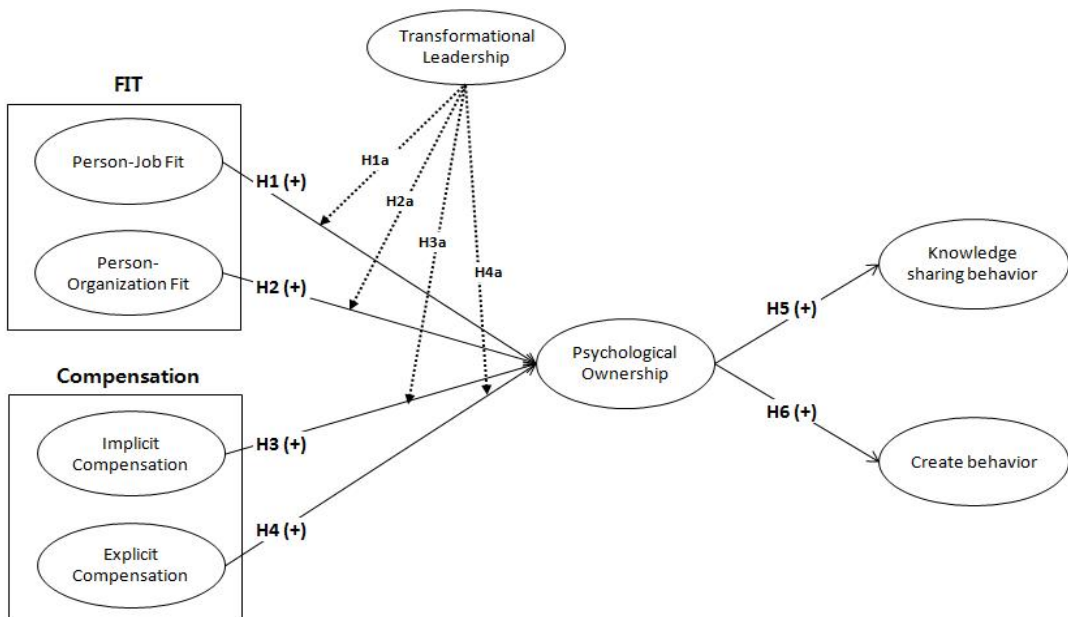 Transformational
Leadership
FIT
Person-Job Fit
H1 (+)
H1a
H2a
Person-
Organization Fit
H2 (+)
H3a
H4a
Knowledge
sharing behavior
H5 (+)
Psychological
Ownership
Compensation
H6 (+)
Implicit
Compensation
H3 (+)
Create behavior
H4 (+)
Explicit
Compensation